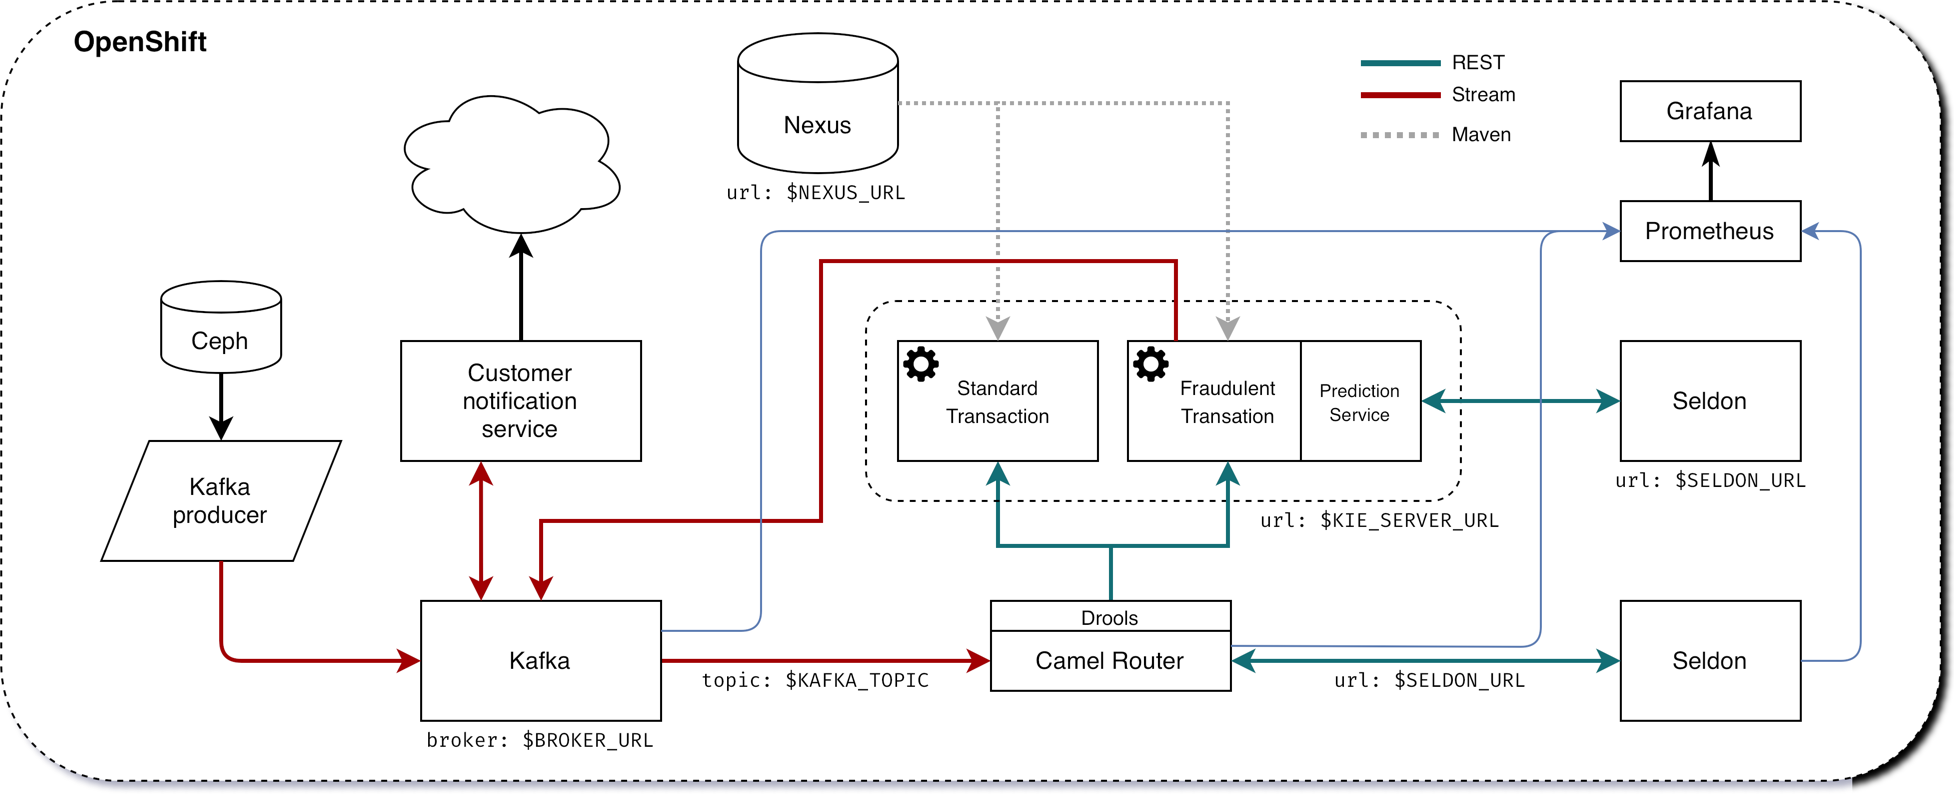 OpenShift
REST
Stream
Maven
Nexus
url: $NEXUS_URL
Grafana
Prometheus
Ceph
Customer
notification
service
Standard
Transaction
Fraudulent
Transation
Prediction
Service
Seldon
url: $SELDON_URL
Kafka
producer
url: $KIE_SERVER_URL
Kafka
broker: $BROKER_URL
topic: $KAFKA_TOPIC
Drools
Camel Router
url: $SELDON_URL
Seldon